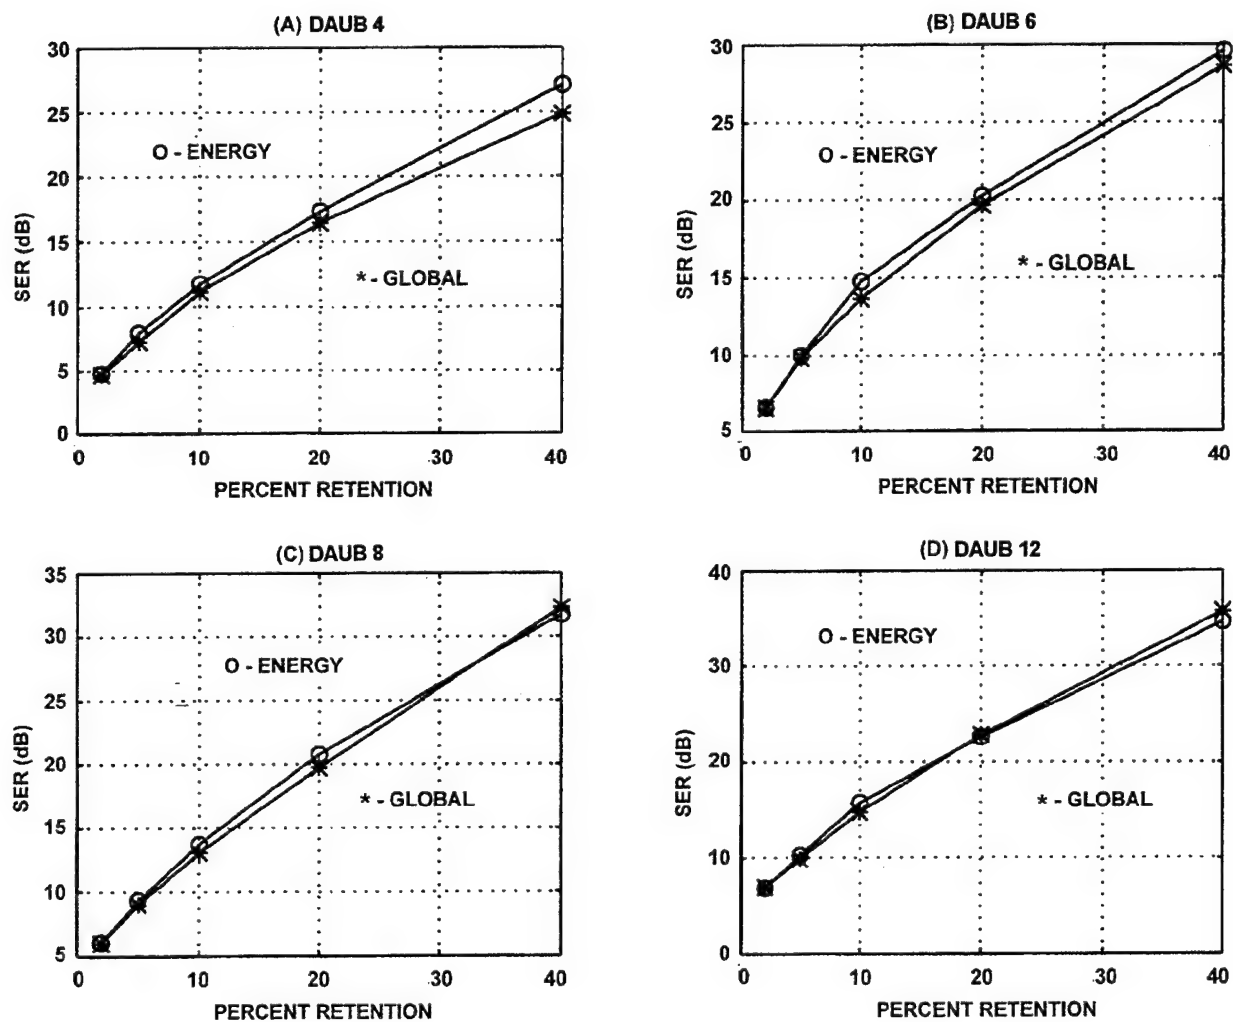 (A) DAUB 4
30
25
20
15
10
5
0
SER (dB)
O - ENERGY
* - GLOBAL
0 10 20 30 40
PERCENT RETENTION
(B) DAUB 6
30
25
20
15
10
5
SER (dB)
O - ENERGY
* - GLOBAL
0 10 20 30 40
PERCENT RETENTION
(C) DAUB 8
35
30
25
20
15
10
5
SER (dB)
O - ENERGY
* - GLOBAL
0 10 20 30 40
PERCENT RETENTION
(D) DAUB 12
40
30
20
10
0
SER (dB)
O - ENERGY
* - GLOBAL
0 10 20 30 40
PERCENT RETENTION